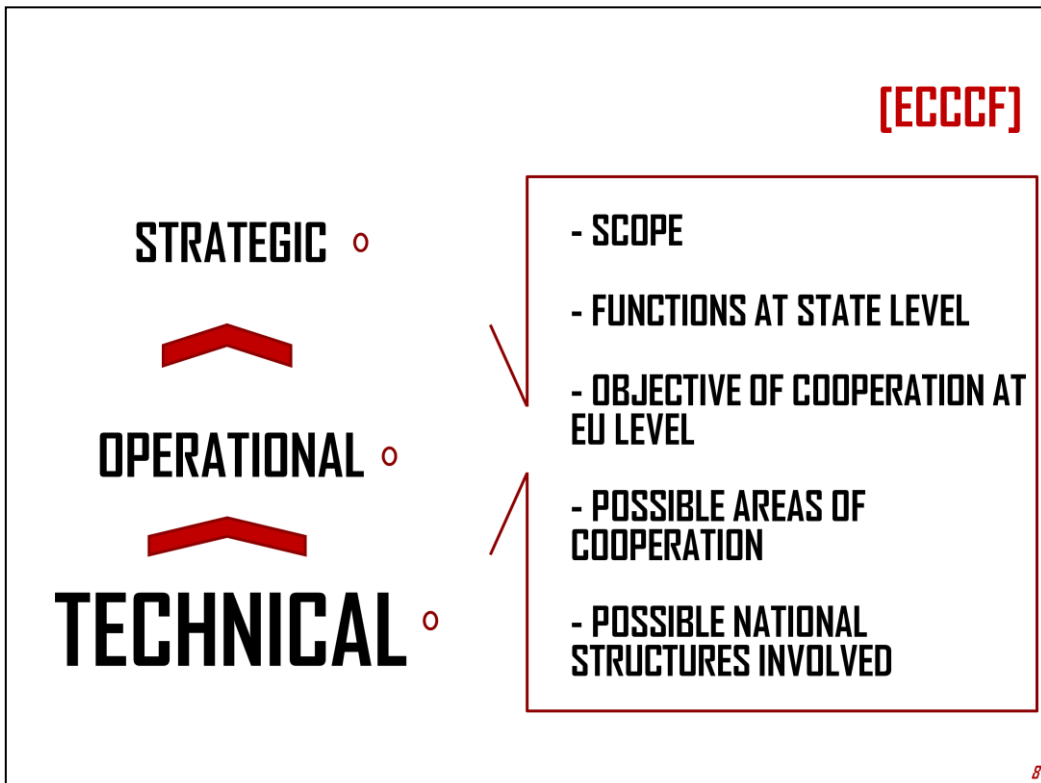 [ECCCF]
STRATEGIC
OPERATIONAL
TECHNICAL
- SCOPE
- FUNCTIONS AT STATE LEVEL
- OBJECTIVE OF COOPERATION AT
EU LEVEL
- POSSIBLE AREAS OF
COOPERATION
- POSSIBLE NATIONAL
STRUCTURES INVOLVED
8